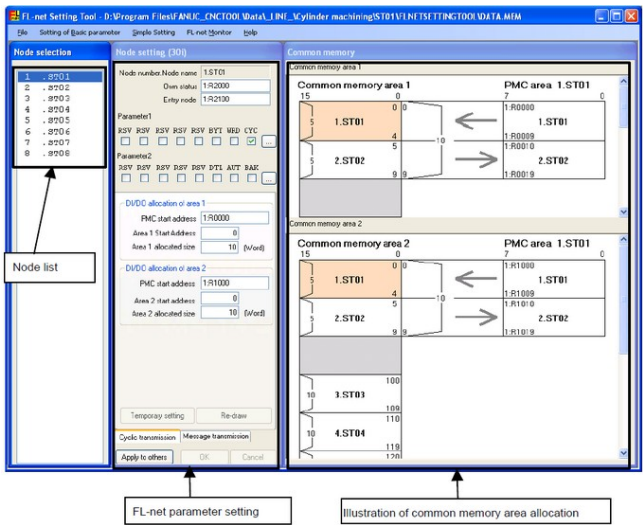 FL-net Setting Tool - D:\Program Files\FANUC_CNCTOOL\Data\_LINE_\Cylinder machining\ST01\FLNETSETTINGTOOL\DATA.MEM
File Setting of Basic parameter Simple Setting FL-net Monitor Help
Node selection
1 .ST01
2 .ST02
3 .ST03
4 .ST04
5 .ST05
6 .ST06
7 .ST07
8 .ST08
Node list
Node setting (30i)
Node number.Node name 1.ST01
Own status 1:R2000
Entry node 1:R2100
Parameter1
RSV RSV RSV RSV RSV BYT WRD CYC
...
Parameter2
RSV RSV RSV RSV RSV DTL AUT BAK
...
DI/DO allocation of area 1
PMC start address 1:R0000
Area 1 Start Address 0
Area 1 allocated size 10 (Word)
DI/DO allocation of area 2
PMC start address 1:R1000
Area 2 start address 0
Area 2 allocated size 10 (Word)
Temporay setting Re-draw
Cyclic transmission Message transmission
Apply to others OK Cancel
FL-net parameter setting
Common memory
Common memory area 1
Common memory area 1 PMC area 1.ST01
15 0 7 0
0 0 1:R0000
5 1.ST01 1.ST01
4 10 1:R0009
5 1:R0010
5 2.ST02 2.ST02
9 9 1:R0019
Common memory area 2
Common memory area 2 PMC area 1.ST01
15 0 7 0
0 0 1:R1000
5 1.ST01 1.ST01
4 10 1:R1009
5 1:R1010
5 2.ST02 2.ST02
9 9 1:R1019
100
10 3.ST03
109
110
10 4.ST04
119
120
Illustration of common memory area allocation